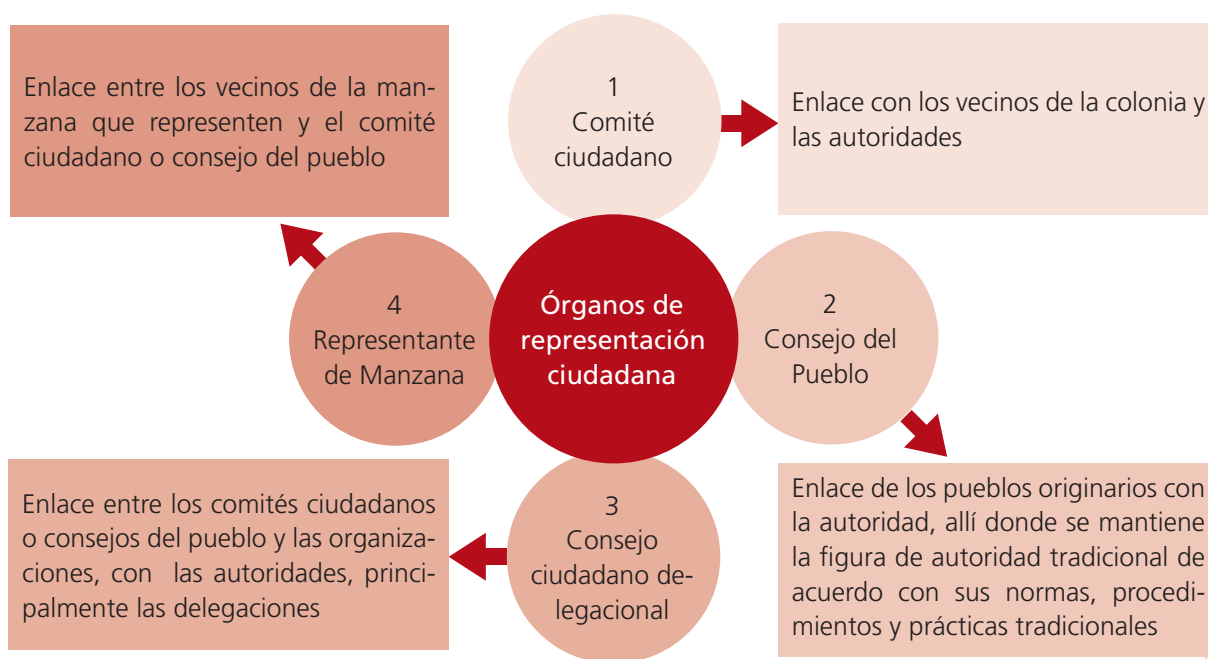 Enlace entre los vecinos de la man-
zana que representen y el comité
ciudadano o consejo del pueblo
1
Comité
ciudadano
Enlace con los vecinos de la colonia y
las autoridades
4
Representante
de Manzana
Órganos de
representación
ciudadana
2
Consejo del
Pueblo
Enlace entre los comités ciudadanos
o consejos del pueblo y las organiza-
ciones, con las autoridades, princi-
palmente las delegaciones
3
Consejo
ciudadano de-
legacional
Enlace de los pueblos originarios con
la autoridad, allí donde se mantiene
la figura de autoridad tradicional de
acuerdo con sus normas, procedi-
mientos y prácticas tradicionales